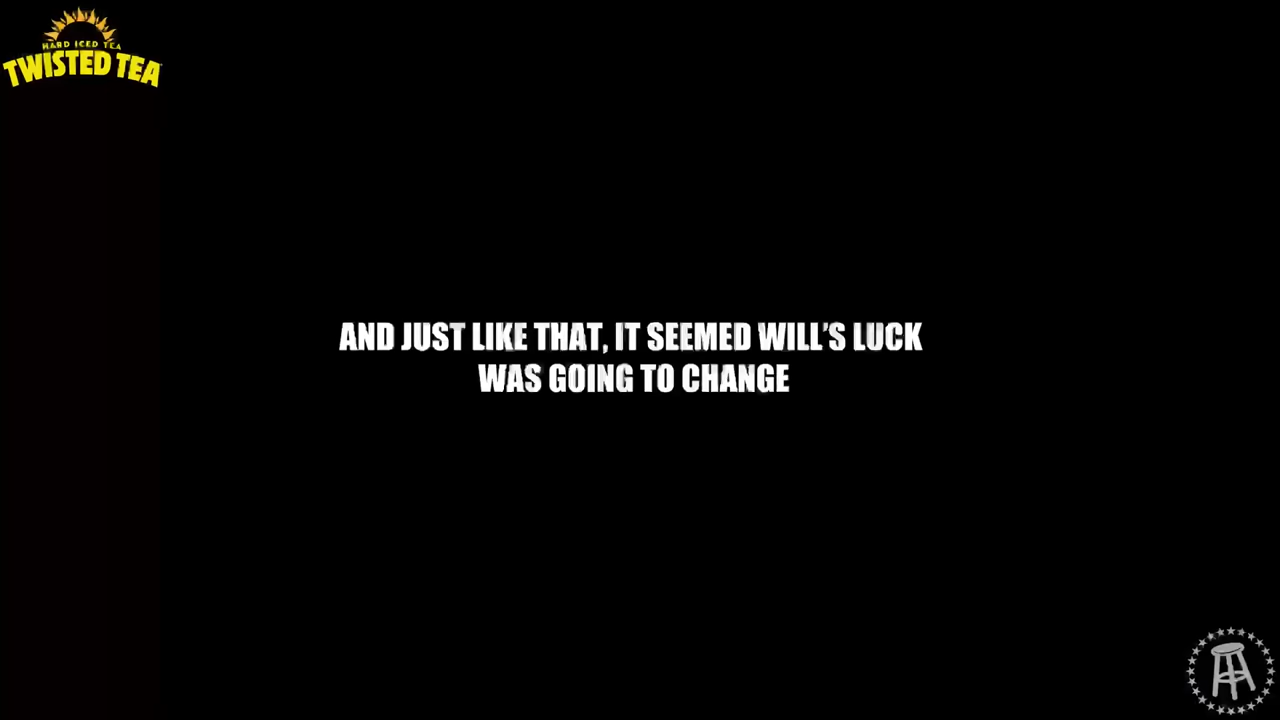 HARD ICED TEA
TWISTED TEA
AND JUST LIKE THAT, IT SEEMED WILL'S LUCK
WAS GOING TO CHANGE